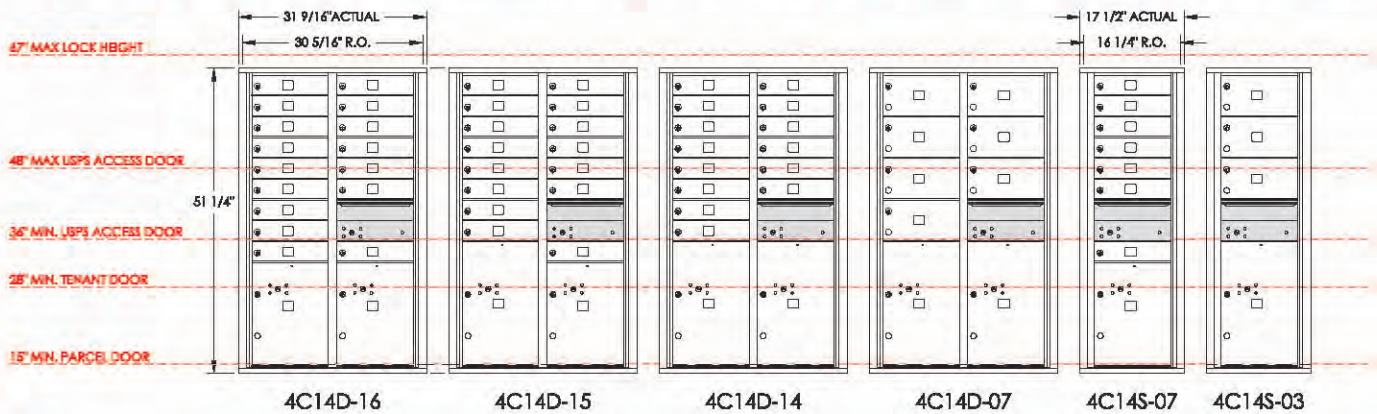 31 9/16" ACTUAL
17 1/2" ACTUAL
30 5/16" R.O.
16 1/4" R.O.
67" MAX LOCK HEIGHT
48" MAX USPS ACCESS DOOR
51 1/4"
36" MIN. USPS ACCESS DOOR
28" MIN. TENANT DOOR
15" MIN. PARCEL DOOR
4C14D-16 4C14D-15 4C14D-14 4C14D-07 4C14S-07 4C14S-03